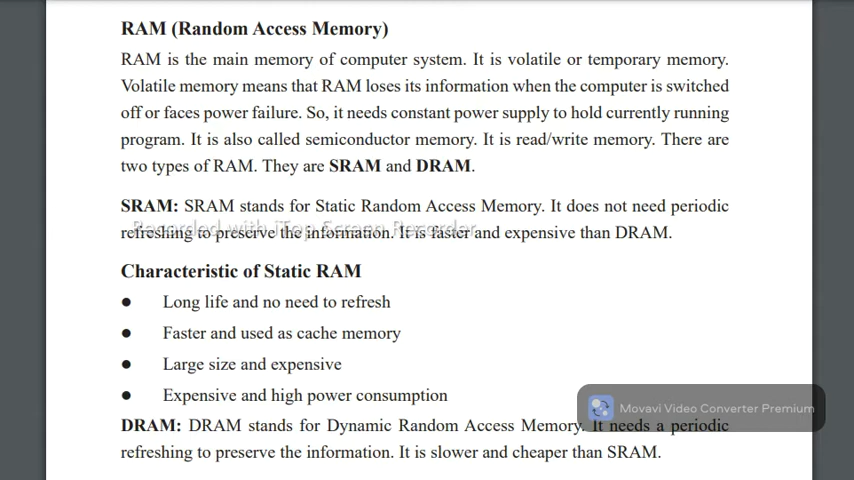 RAM (Random Access Memory)
RAM is the main memory of computer system. It is volatile or temporary memory.
Volatile memory means that RAM loses its information when the computer is switched
off or faces power failure. So, it needs constant power supply to hold currently running
program. It is also called semiconductor memory. It is read/write memory. There are
two types of RAM. They are SRAM and DRAM.
SRAM: SRAM stands for Static Random Access Memory. It does not need periodic
Recorded with iTop Screen Recorder
refreshing to preserve the information. It is faster and expensive than DRAM.
Characteristic of Static RAM
● Long life and no need to refresh
● Faster and used as cache memory
● Large size and expensive
● Expensive and high power consumption
Movavi Video Converter Premium
DRAM: DRAM stands for Dynamic Random Access Memory. It needs a periodic
refreshing to preserve the information. It is slower and cheaper than SRAM.